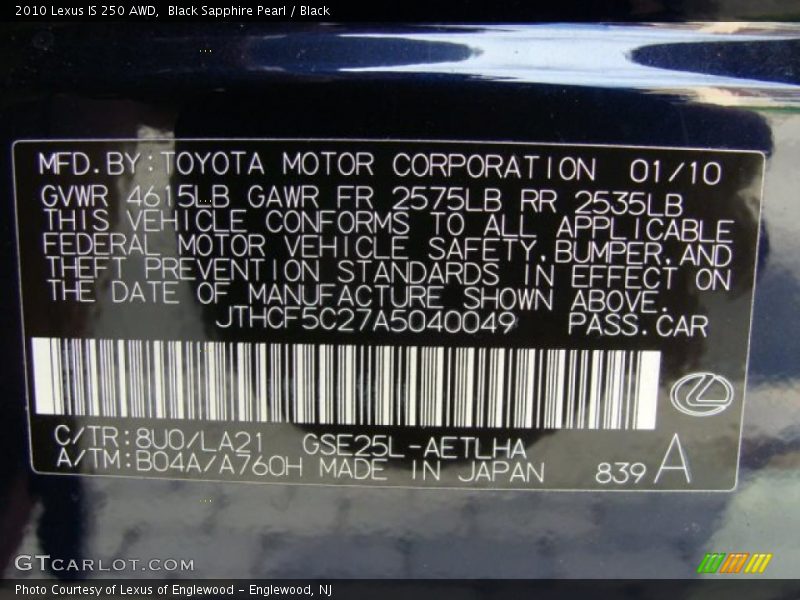 2010 Lexus IS 250 AWD, Black Sapphire Pearl / Black
MFD.BY:TOYOTA MOTOR CORPORATION 01/10
GVWR 4615LB GAWR FR 2575LB RR 2535LB
THIS VEHICLE CONFORMS TO ALL APPLICABLE
FEDERAL MOTOR VEHICLE SAFETY,BUMPER,AND
THEFT PREVENTION STANDARDS IN EFFECT ON
THE DATE OF MANUFACTURE SHOWN ABOVE.
JTHCF5C27A5040049 PASS.CAR
C/TR:8U0/LA21 GSE25L-AETLHA
A/TM:B04A/A760H MADE IN JAPAN 839 A
GTCARLOT.COM
Photo Courtesy of Lexus of Englewood - Englewood, NJ